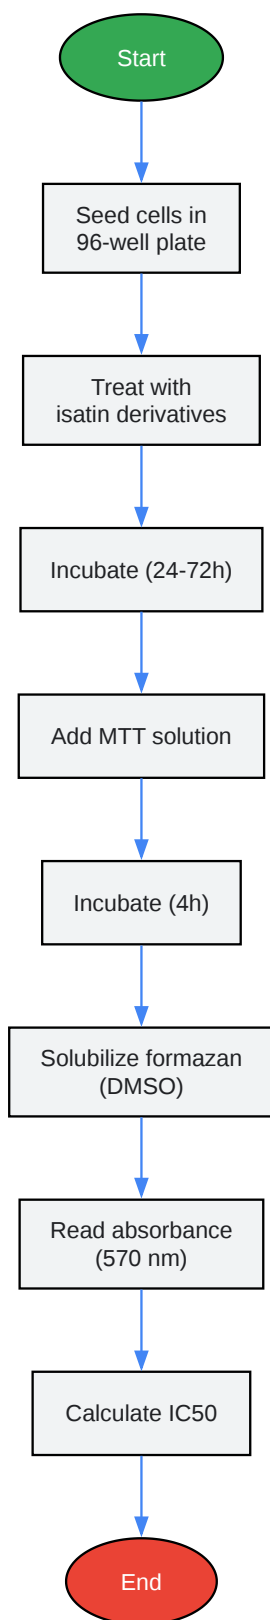 Start
Seed cells in
96-well plate
Treat with
isatin derivatives
Incubate (24-72h)
Add MTT solution
Incubate (4h)
Solubilize formazan
(DMSO)
Read absorbance
(570 nm)
Calculate IC50
End